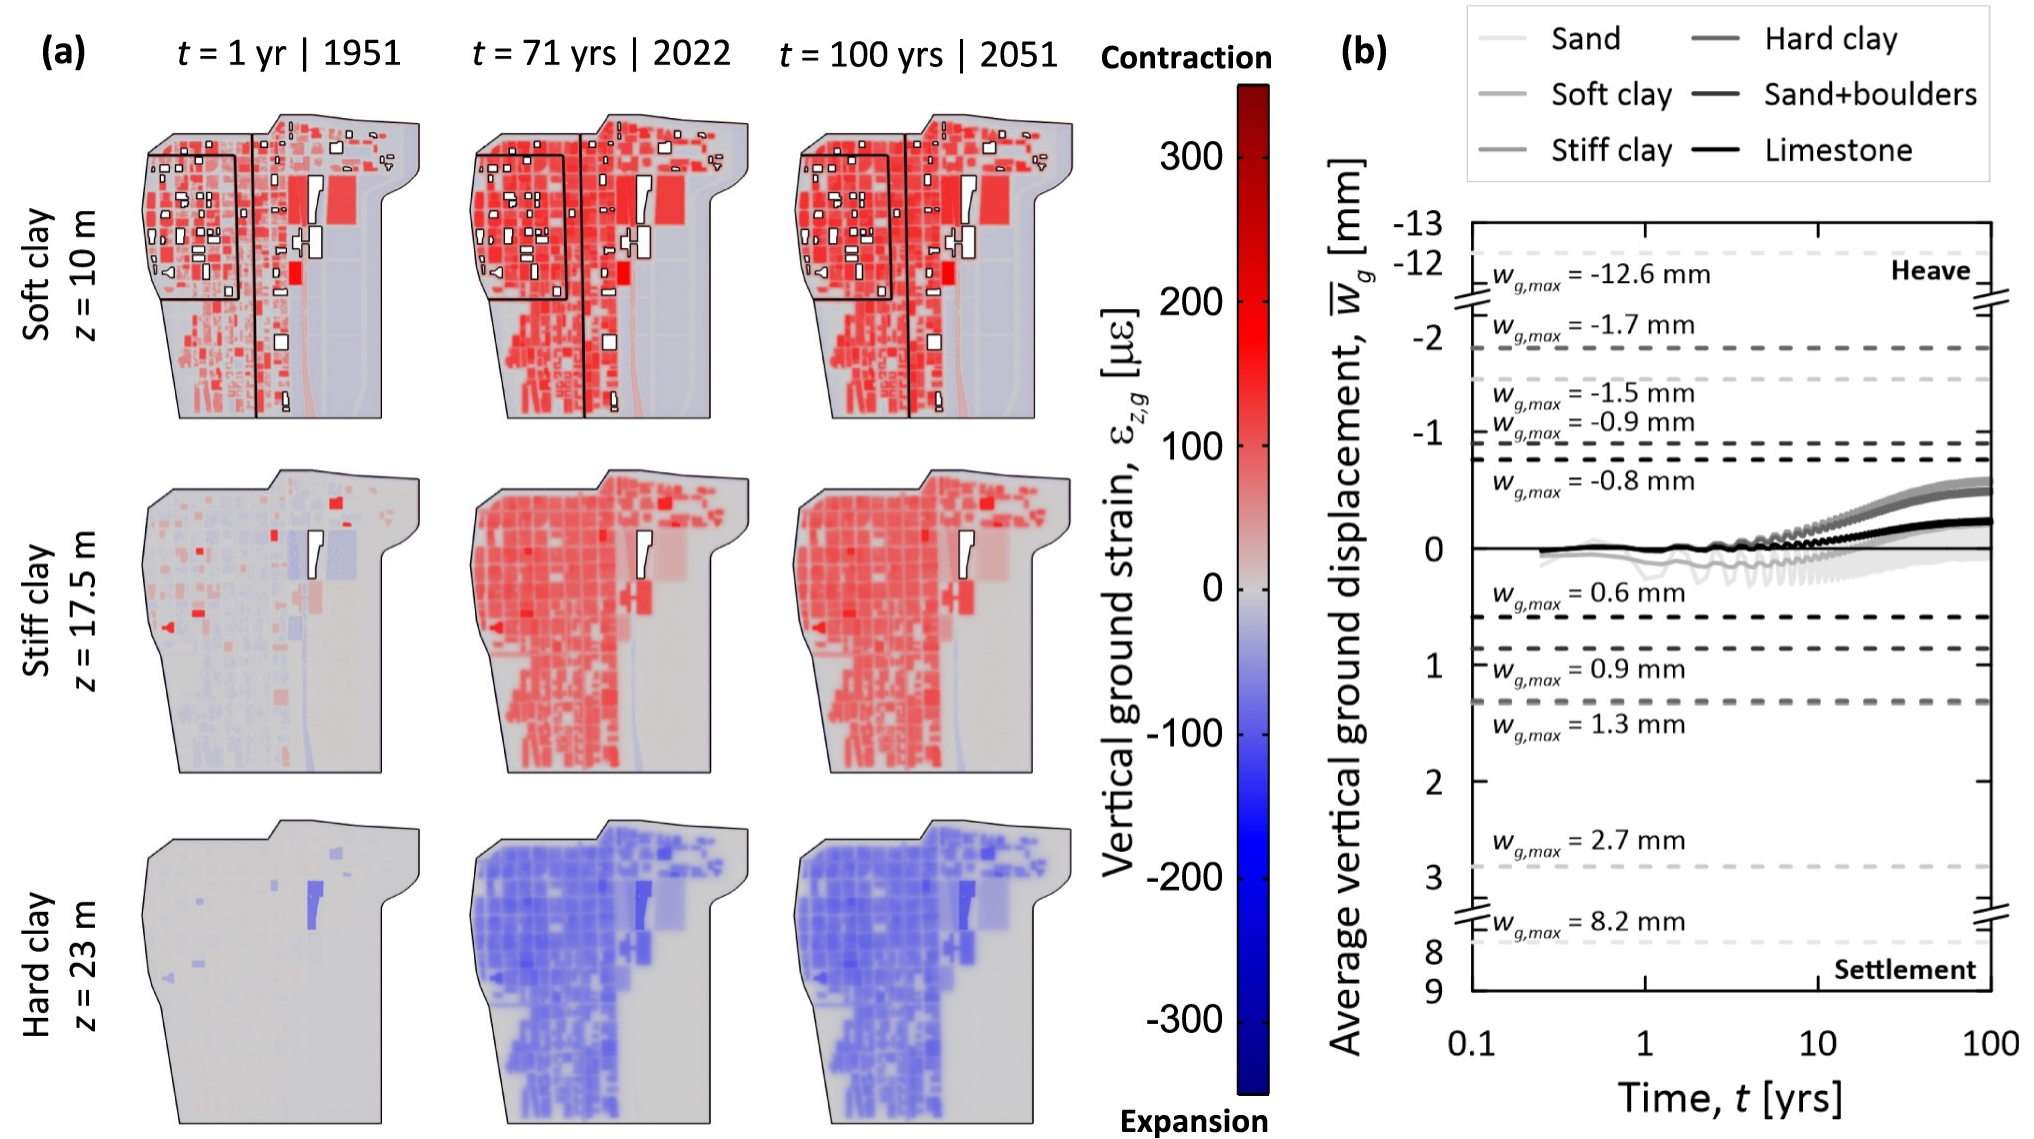 (a)
t = 1 yr | 1951
t = 71 yrs | 2022
t = 100 yrs | 2051
Soft clay
z = 10 m
Stiff clay
z = 17.5 m
Hard clay
z = 23 m
Contraction
300
200
100
0
-100
-200
-300
Expansion
Vertical ground strain, εz,g [με]
(b)
Sand
Soft clay
Stiff clay
Hard clay
Sand+boulders
Limestone
Average vertical ground displacement, w̅g [mm]
-13
-12
-2
-1
0
1
2
3
8
9
Heave
wg,max = -12.6 mm
wg,max = -1.7 mm
wg,max = -1.5 mm
wg,max = -0.9 mm
wg,max = -0.8 mm
wg,max = 0.6 mm
wg,max = 0.9 mm
wg,max = 1.3 mm
wg,max = 2.7 mm
wg,max = 8.2 mm
Settlement
0.1
1
10
100
Time, t [yrs]